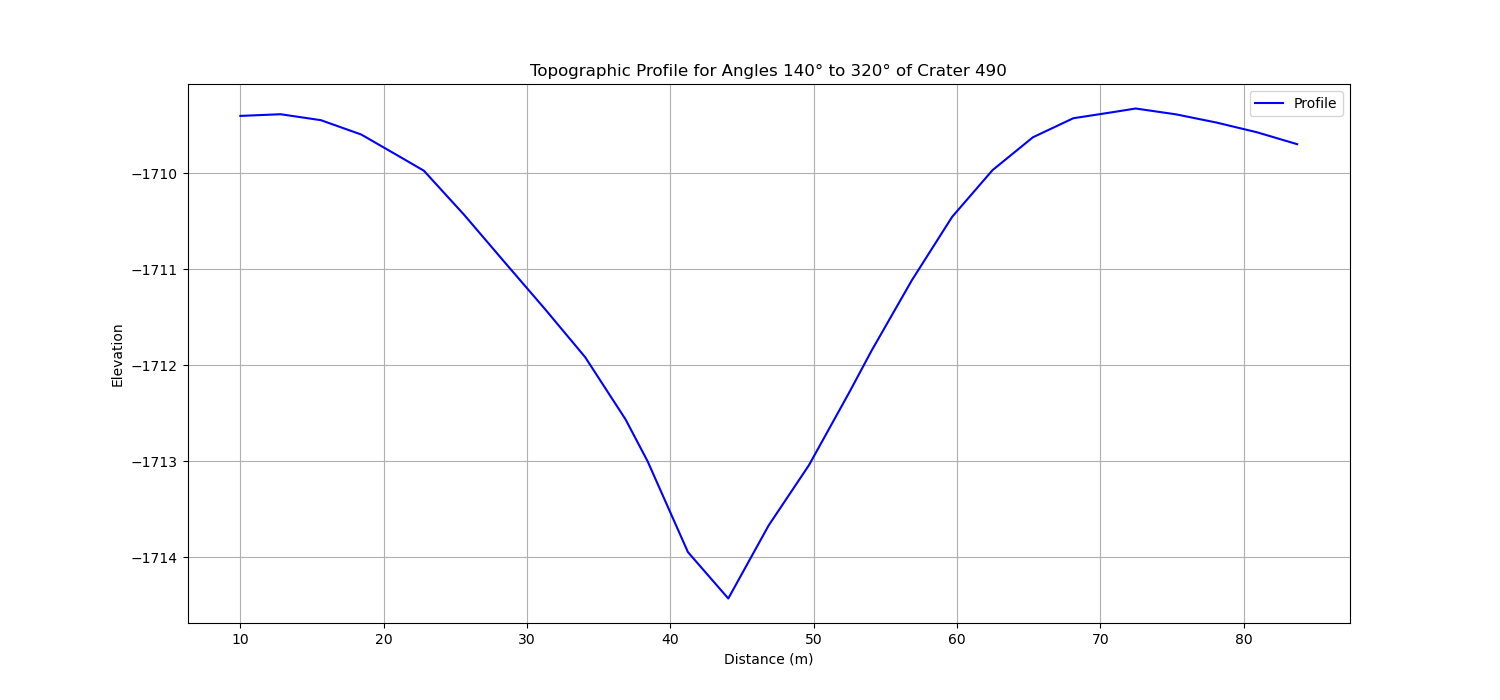 Topographic Profile for Angles 140° to 320° of Crater 490
Profile
−1710
−1711
−1712
−1713
−1714
Elevation
10 20 30 40 50 60 70 80
Distance (m)